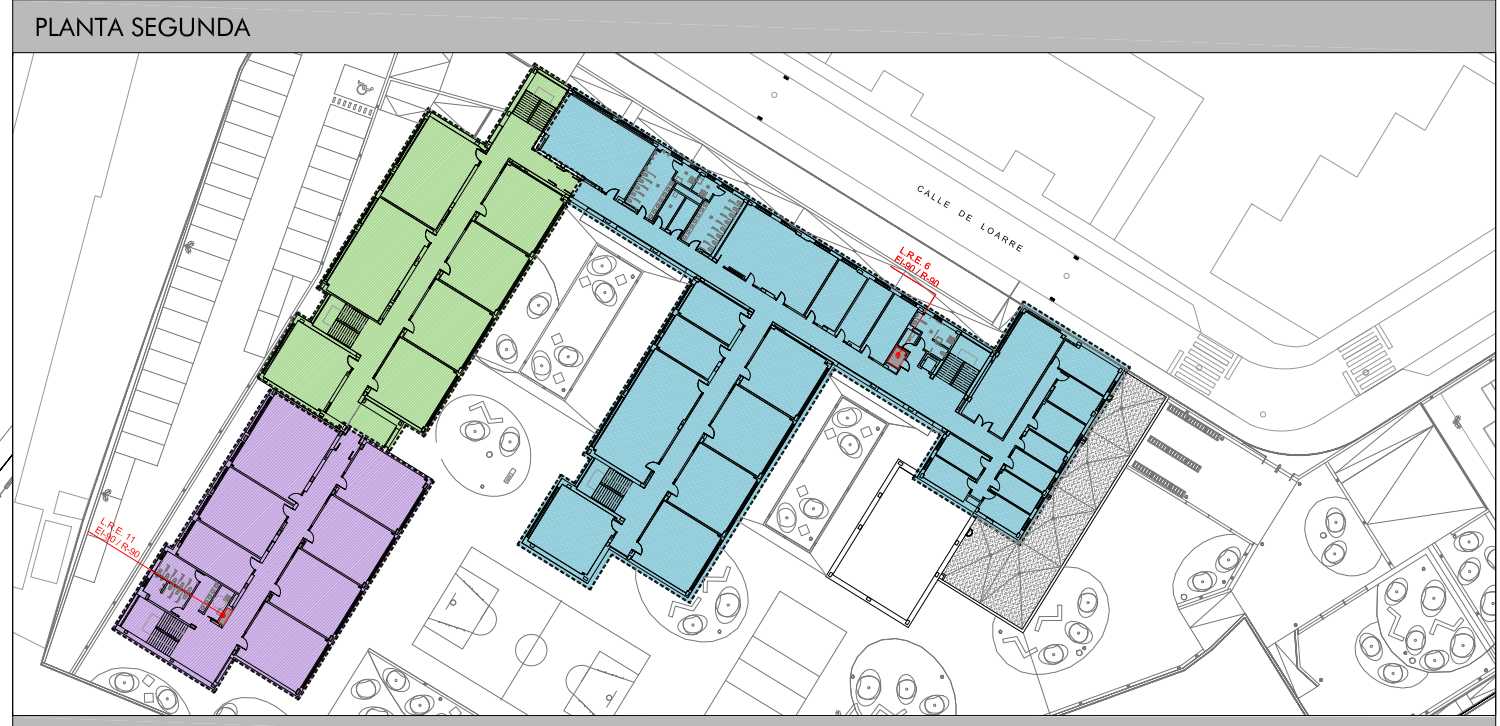 PLANTA SEGUNDA
CALLE DE LOARRE
L.R.E. 6
EI-90 / R-90
L.R.E. 11
EI-90 / R-90